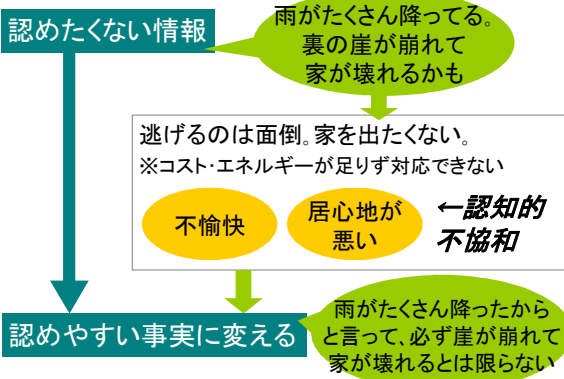 認めたくない情報
雨がたくさん降ってる。
裏の崖が崩れて
家が壊れるかも
逃げるのは面倒。家を出たくない。
※コスト・エネルギーが足りず対応できない
不愉快
居心地が
悪い
←認知的
不協和
認めやすい事実に変える
雨がたくさん降ったから
と言って、必ず崖が崩れて
家が壊れるとは限らない